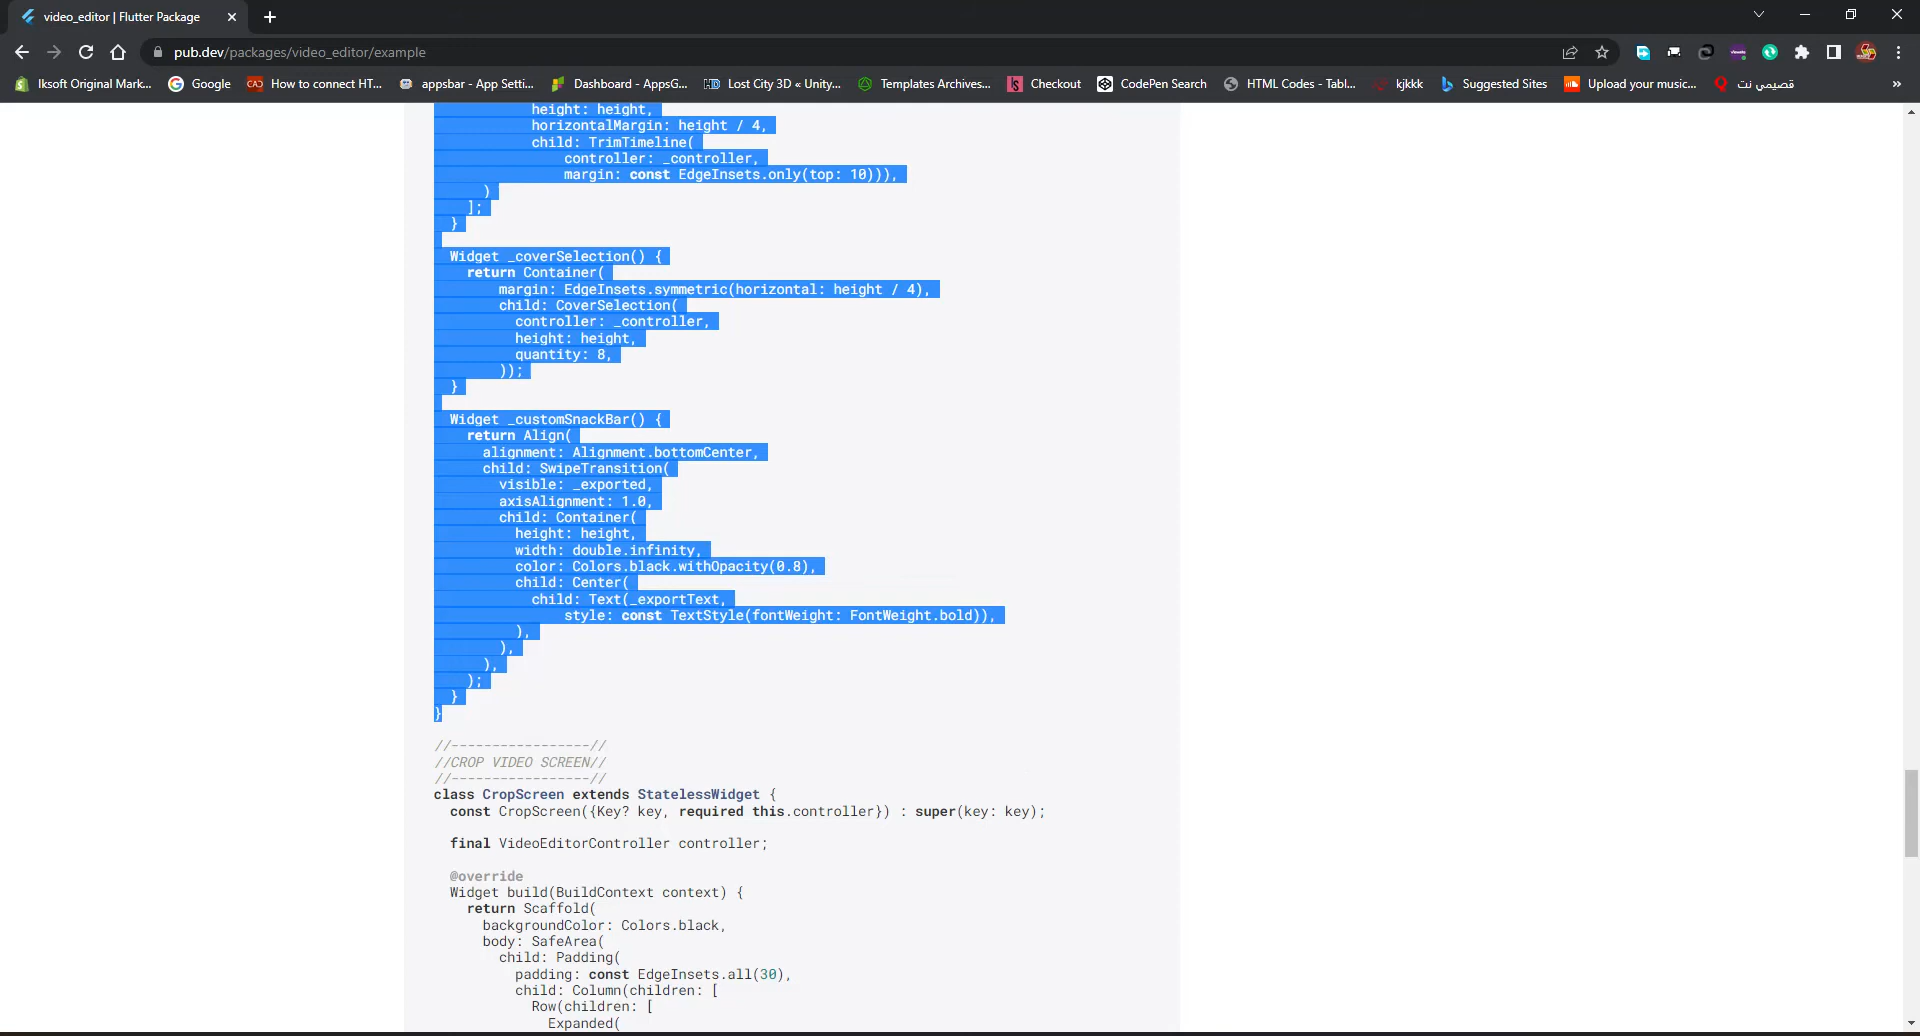 video_editor | Flutter Package
pub.dev/packages/video_editor/example
Iksoft Original Mark... Google How to connect HT... appsbar - App Setti... Dashboard - AppsG... Lost City 3D « Unity,... Templates Archives... Checkout CodePen Search HTML Codes - Tabl... kjkkk Suggested Sites Upload your music... قصيمي نت »
height: height,
horizontalMargin: height / 4,
child: TrimTimeline(
controller: _controller,
margin: const EdgeInsets.only(top: 10))),
)
];
}
Widget _coverSelection() {
return Container(
margin: EdgeInsets.symmetric(horizontal: height / 4),
child: CoverSelection(
controller: _controller,
height: height,
quantity: 8,
));
}
Widget _customSnackBar() {
return Align(
alignment: Alignment.bottomCenter,
child: SwipeTransition(
visible: _exported,
axisAlignment: 1.0,
child: Container(
height: height,
width: double.infinity,
color: Colors.black.withOpacity(0.8),
child: Center(
child: Text(_exportText,
style: const TextStyle(fontWeight: FontWeight.bold)),
),
),
),
);
}
}
//-----------------//
//CROP VIDEO SCREEN//
//-----------------//
class CropScreen extends StatelessWidget {
const CropScreen({Key? key, required this.controller}) : super(key: key);
final VideoEditorController controller;
@override
Widget build(BuildContext context) {
return Scaffold(
backgroundColor: Colors.black,
body: SafeArea(
child: Padding(
padding: const EdgeInsets.all(30),
child: Column(children: [
Row(children: [
Expanded(